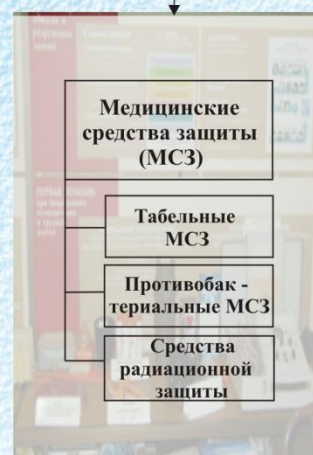 Медицинские
средства защиты
(МСЗ)
Табельные
МСЗ
Противобак -
териальные МСЗ
Средства
радиационной
защиты